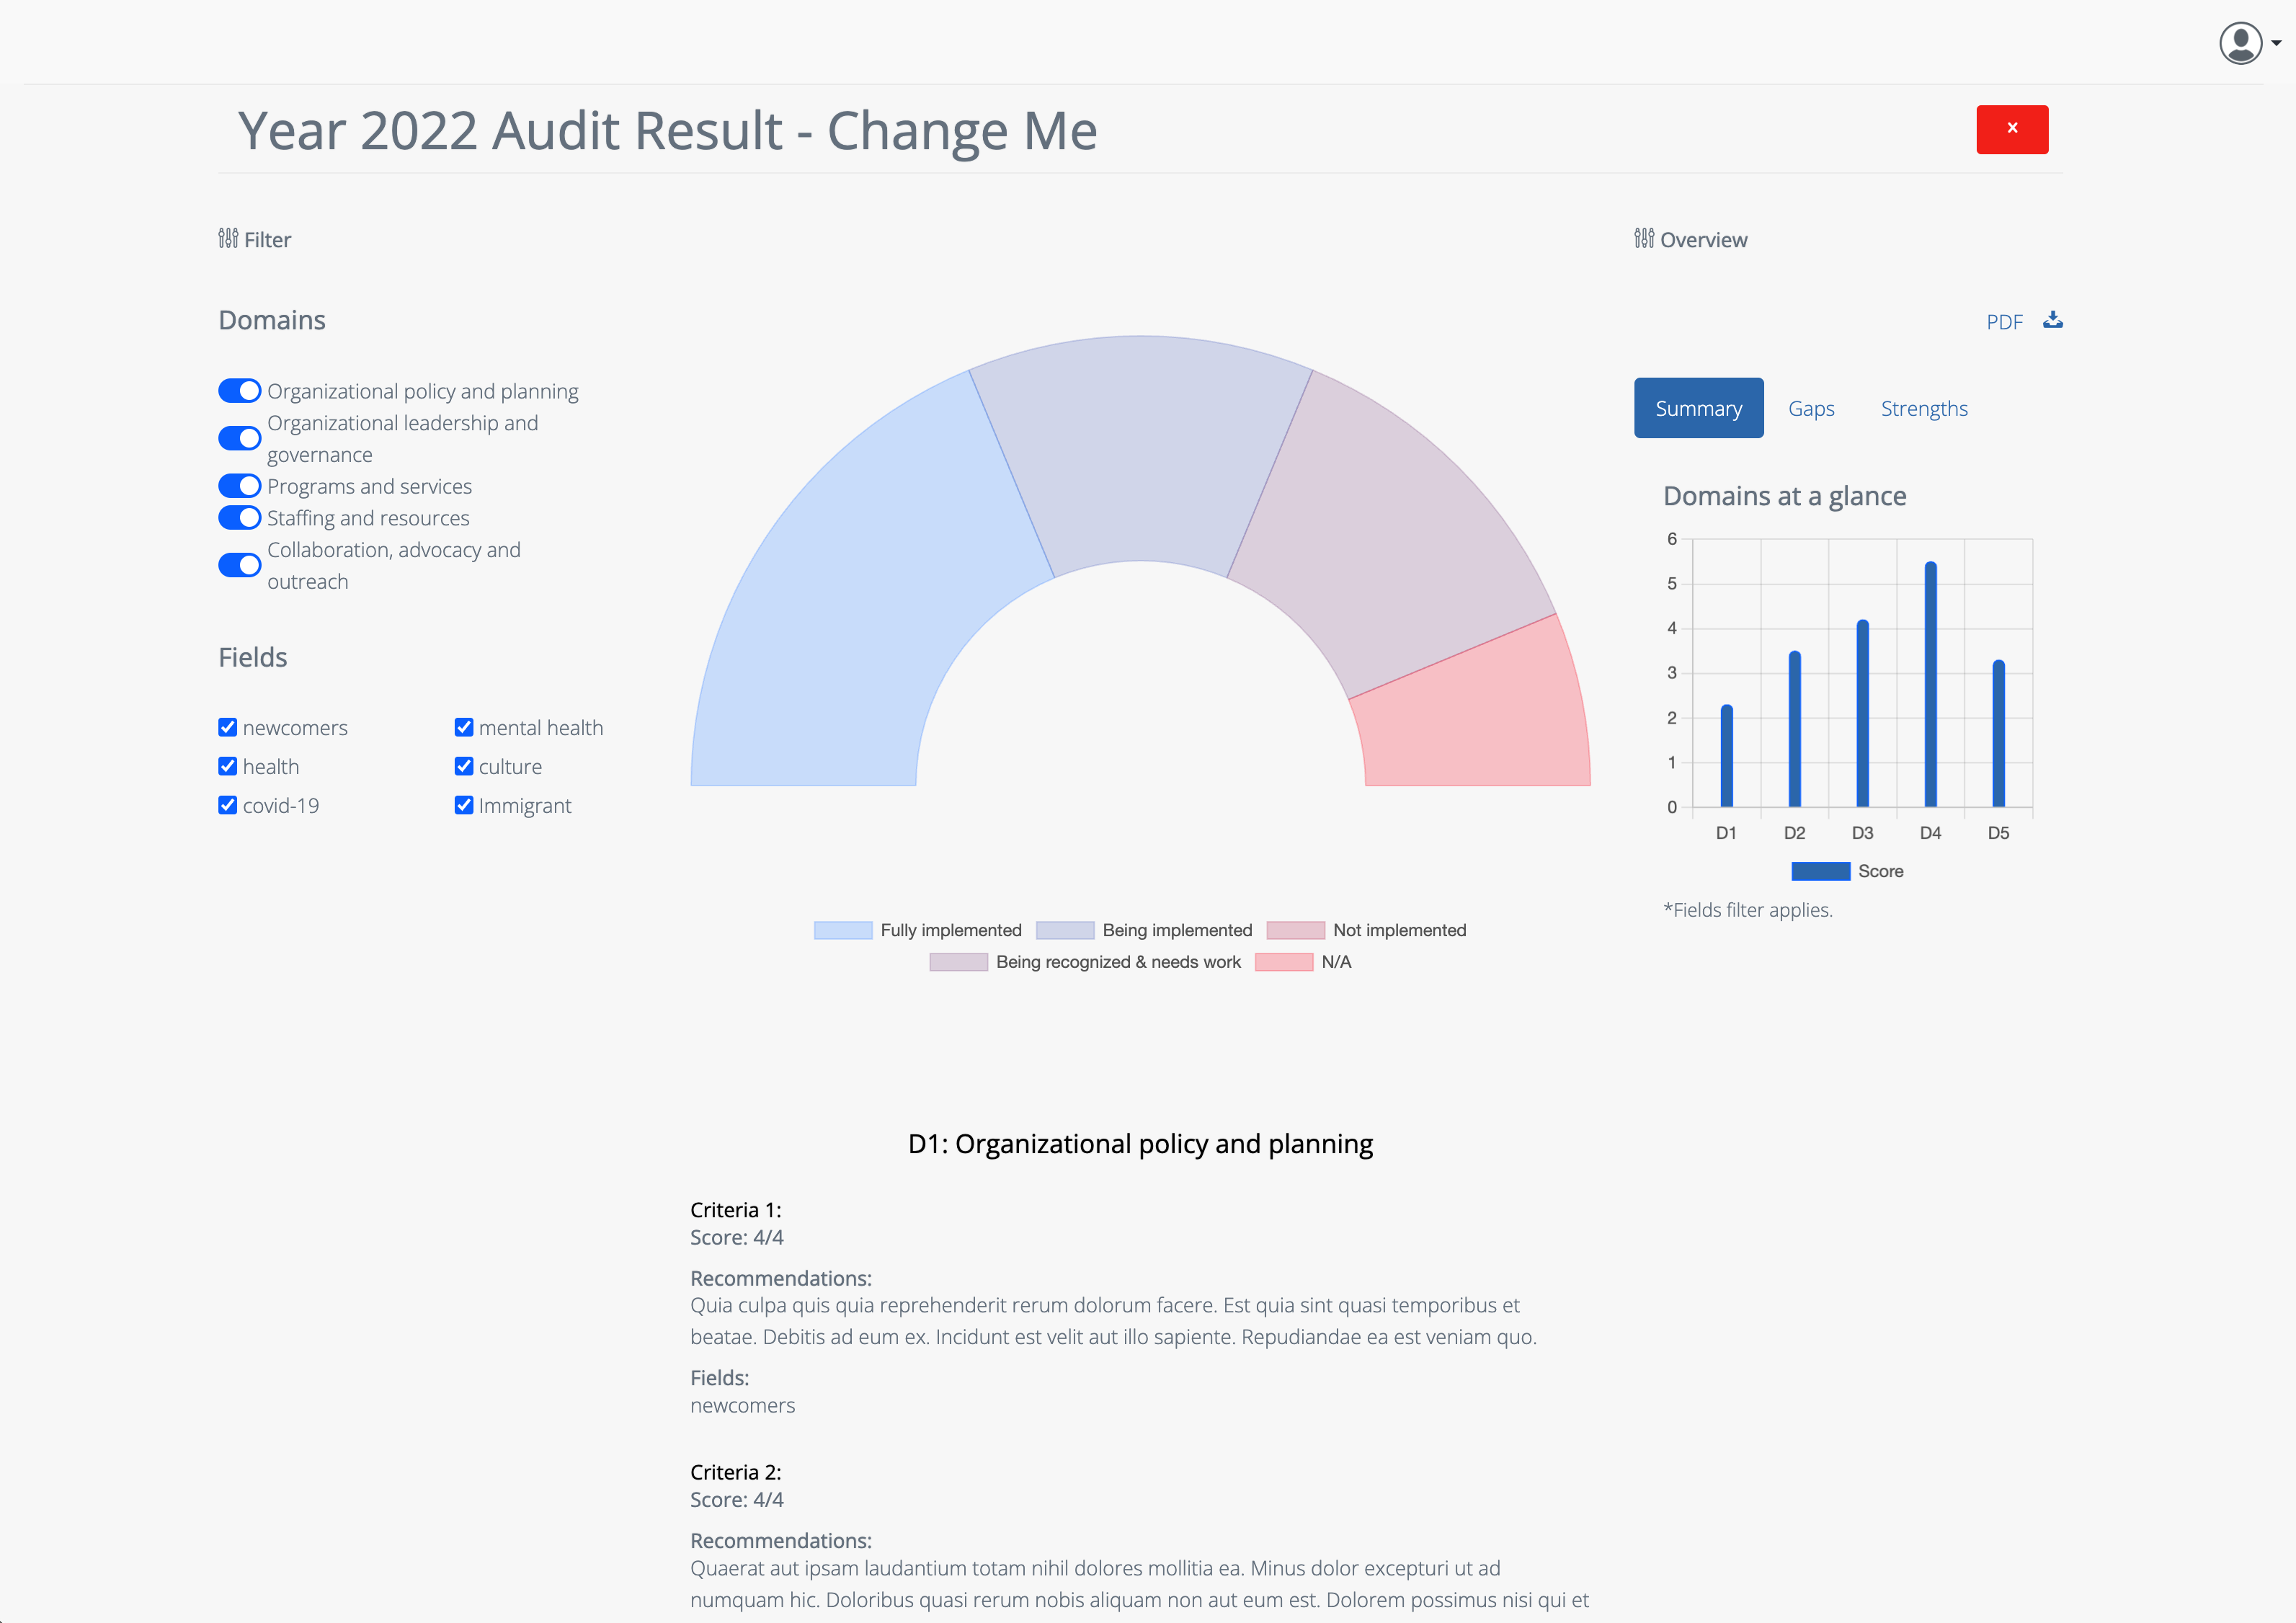 Year 2022 Audit Result - Change Me
x
Filter
Domains
Organizational policy and planning
Organizational leadership and
governance
Programs and services
Staffing and resources
Collaboration, advocacy and
outreach
Fields
newcomers
mental health
health
culture
covid-19
Immigrant
Fully implemented
Being implemented
Not implemented
Being recognized & needs work
N/A
Overview
PDF
Summary
Gaps
Strengths
Domains at a glance
6
5
4
3
2
1
0
D1
D2
D3
D4
D5
Score
*Fields filter applies.
D1: Organizational policy and planning
Criteria 1:
Score: 4/4
Recommendations:
Quia culpa quis quia reprehenderit rerum dolorum facere. Est quia sint quasi temporibus et
beatae. Debitis ad eum ex. Incidunt est velit aut illo sapiente. Repudiandae ea est veniam quo.
Fields:
newcomers
Criteria 2:
Score: 4/4
Recommendations:
Quaerat aut ipsam laudantium totam nihil dolores mollitia ea. Minus dolor excepturi ut ad
numquam hic. Doloribus quasi rerum nobis aliquam non aut eum est. Dolorem possimus nisi qui et